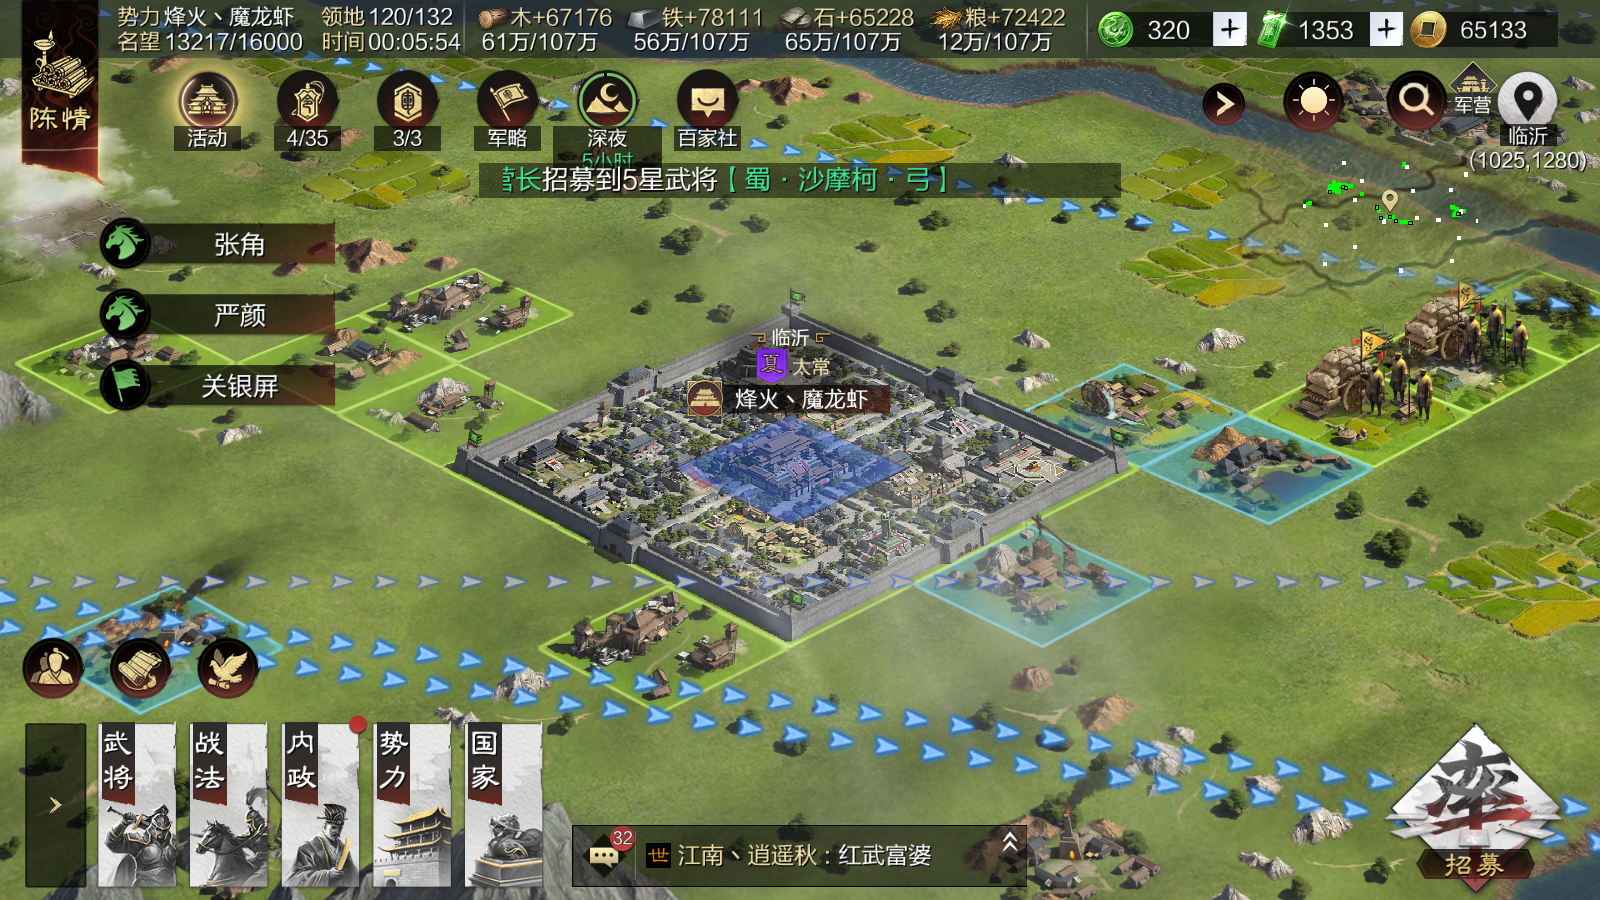 陈情
势力 烽火丶魔龙虾
名望 13217/16000
领地 120/132
时间 00:05:54
木+67176
61万/107万
铁+78111
56万/107万
石+65228
65万/107万
粮+72422
12万/107万
320
1353
65133
活动
4/35
3/3
军略
深夜
5小时
百家社
军营
临沂
(1025,1280)
营长招募到5星武将【蜀·沙摩柯·弓】
张角
严颜
关银屏
临沂
夏 太常
烽火丶魔龙虾
武将
战法
内政
势力
国家
32
世 江南丶逍遥秋:红武富婆
招募